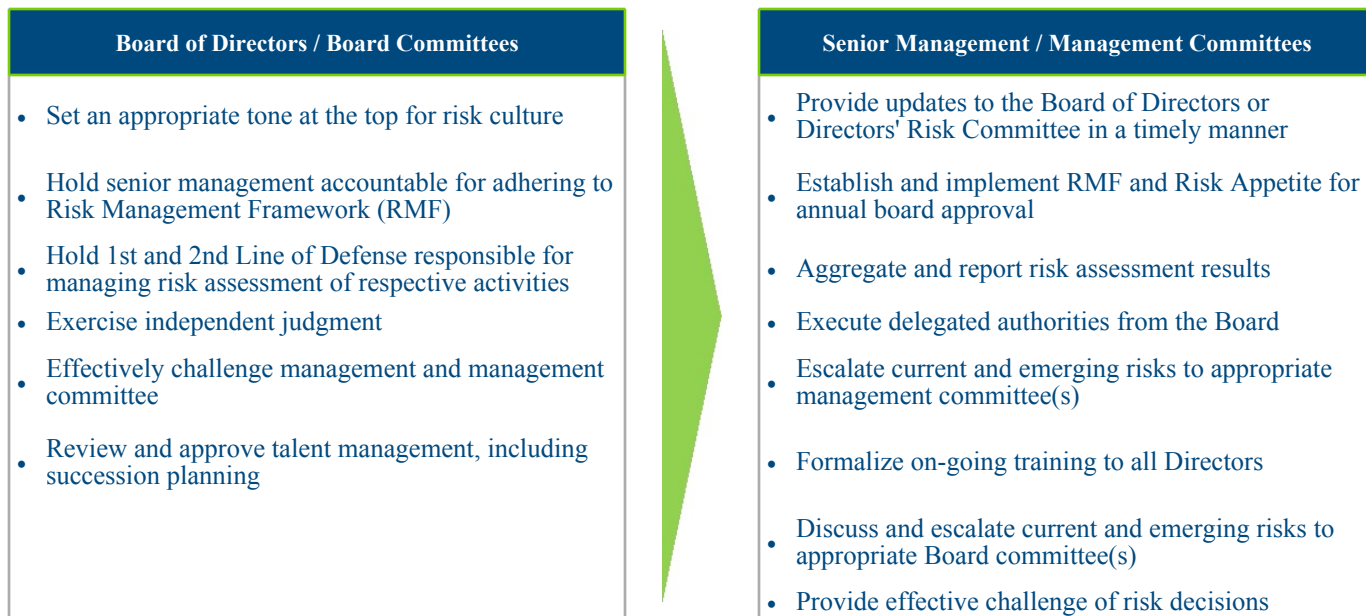 Board of Directors / Board Committees
• Set an appropriate tone at the top for risk culture
• Hold senior management accountable for adhering to
Risk Management Framework (RMF)
• Hold 1st and 2nd Line of Defense responsible for
managing risk assessment of respective activities
• Exercise independent judgment
• Effectively challenge management and management
committee
• Review and approve talent management, including
succession planning
Senior Management / Management Committees
• Provide updates to the Board of Directors or
Directors' Risk Committee in a timely manner
• Establish and implement RMF and Risk Appetite for
annual board approval
• Aggregate and report risk assessment results
• Execute delegated authorities from the Board
• Escalate current and emerging risks to appropriate
management committee(s)
• Formalize on-going training to all Directors
• Discuss and escalate current and emerging risks to
appropriate Board committee(s)
• Provide effective challenge of risk decisions